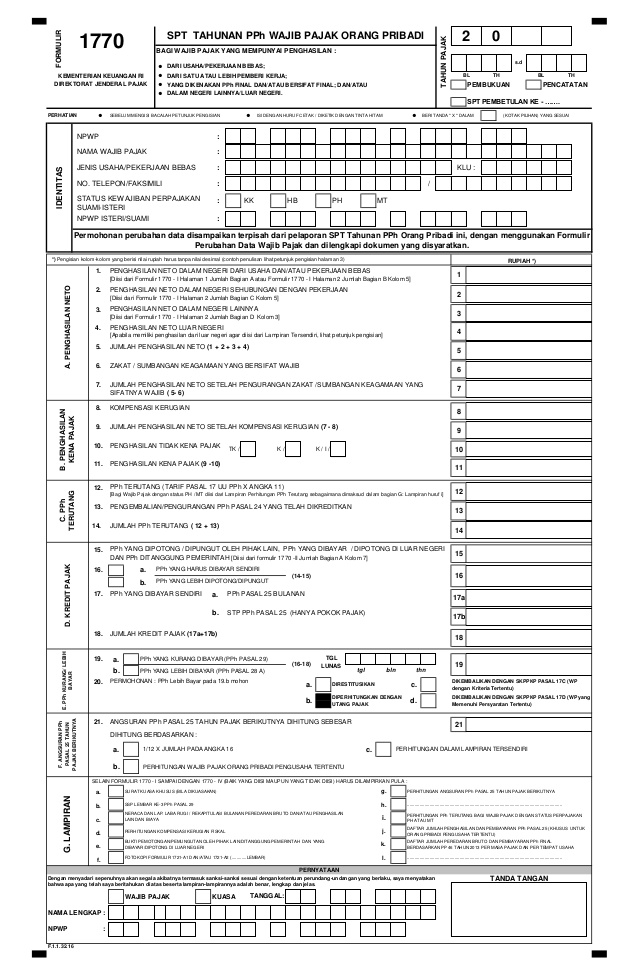 FORMULIR
1770
SPT TAHUNAN PPh WAJIB PAJAK ORANG PRIBADI
BAGI WAJIB PAJAK YANG MEMPUNYAI PENGHASILAN :
DARI USAHA/PEKERJAAN BEBAS;
DARI SATU ATAU LEBIH PEMBERI KERJA;
YANG DIKENAKAN PPh FINAL DAN/ATAU BERSIFAT FINAL; DAN/ATAU
DALAM NEGERI LAINNYA/LUAR NEGERI.
KEMENTERIAN KEUANGAN RI
DIREKTORAT JENDERAL PAJAK
TAHUN PAJAK
2 0
s.d
BL TH BL TH
PEMBUKUAN PENCATATAN
SPT PEMBETULAN KE - .......
PERHATIAN
SEBELUM MENGISI BACALAH PETUNJUK PENGISIAN
ISI DENGAN HURUF CETAK / DIKETIK DENGAN TINTA HITAM
BERI TANDA " X " DALAM (KOTAK PILIHAN) YANG SESUAI
IDENTITAS
NPWP :
NAMA WAJIB PAJAK :
JENIS USAHA/PEKERJAAN BEBAS : KLU :
NO. TELEPON/FAKSIMILI : /
STATUS KEWAJIBAN PERPAJAKAN SUAMI-ISTERI : KK HB PH MT
NPWP ISTERI/SUAMI :
Permohonan perubahan data disampaikan terpisah dari pelaporan SPT Tahunan PPh Orang Pribadi ini, dengan menggunakan Formulir
Perubahan Data Wajib Pajak dan dilengkapi dokumen yang disyaratkan.
*) Pengisian kolom-kolom yang berisi nilai rupiah harus tanpa nilai desimal (contoh penulisan lihat petunjuk pengisian halaman 3)
RUPIAH *)
A. PENGHASILAN NETO
1. PENGHASILAN NETO DALAM NEGERI DARI USAHA DAN/ATAU PEKERJAAN BEBAS 1
[Diisi dari Formulir 1770 - I Halaman 1 Jumlah Bagian A atau Formulir 1770 - I Halaman 2 Jumlah Bagian B Kolom 5]
2. PENGHASILAN NETO DALAM NEGERI SEHUBUNGAN DENGAN PEKERJAAN 2
[Diisi dari Formulir 1770 - I Halaman 2 Jumlah Bagian C Kolom 5]
3. PENGHASILAN NETO DALAM NEGERI LAINNYA 3
[Diisi dari Formulir 1770 - I Halaman 2 Jumlah Bagian D Kolom 3]
4. PENGHASILAN NETO LUAR NEGERI 4
[Apabila memiliki penghasilan dari luar negeri agar diisi dari Lampiran Tersendiri, lihat petunjuk pengisian]
5. JUMLAH PENGHASILAN NETO (1 + 2 + 3 + 4) 5
6. ZAKAT / SUMBANGAN KEAGAMAAN YANG BERSIFAT WAJIB 6
7. JUMLAH PENGHASILAN NETO SETELAH PENGURANGAN ZAKAT /SUMBANGAN KEAGAMAAN YANG 7
SIFATNYA WAJIB ( 5- 6)
B. PENGHASILAN KENA PAJAK
8. KOMPENSASI KERUGIAN 8
9. JUMLAH PENGHASILAN NETO SETELAH KOMPENSASI KERUGIAN (7 - 8) 9
10. PENGHASILAN TIDAK KENA PAJAK TK / K / K / I / 10
11. PENGHASILAN KENA PAJAK (9 -10) 11
C. PPh TERUTANG
12. PPh TERUTANG (TARIF PASAL 17 UU PPh X ANGKA 11) 12
[Bagi Wajib Pajak dengan status PH /MT diisi dari Lampiran Perhitungan PPh Terutang sebagaimana dimaksud dalam bagian G: Lampiran huruf i]
13. PENGEMBALIAN/PENGURANGAN PPh PASAL 24 YANG TELAH DIKREDITKAN 13
14. JUMLAH PPh TERUTANG ( 12 + 13) 14
D. KREDIT PAJAK
15. PPh YANG DIPOTONG / DIPUNGUT OLEH PIHAK LAIN, PPh YANG DIBAYAR / DIPOTONG DI LUAR NEGERI 15
DAN PPh DITANGGUNG PEMERINTAH [Diisi dari formulir 1770 -II Jumlah Bagian A Kolom 7]
16. a. PPh YANG HARUS DIBAYAR SENDIRI (14-15) 16
b. PPh YANG LEBIH DIPOTONG/DIPUNGUT
17. PPh YANG DIBAYAR SENDIRI a. PPh PASAL 25 BULANAN 17a
b. STP PPh PASAL 25 (HANYA POKOK PAJAK) 17b
18. JUMLAH KREDIT PAJAK (17a+17b) 18
E. PPh KURANG/ LEBIH BAYAR
19. a. PPh YANG KURANG DIBAYAR (PPh PASAL 29) (16-18) TGL LUNAS 19
b. PPh YANG LEBIH DIBAYAR (PPh PASAL 28 A) tgl bln thn
20. PERMOHONAN : PPh Lebih Bayar pada 19.b mohon a. DIRESTITUSIKAN c. DIKEMBALIKAN DENGAN SKPPKP PASAL 17C (WP dengan Kriteria Tertentu)
b. DIPERHITUNGKAN DENGAN UTANG PAJAK d. DIKEMBALIKAN DENGAN SKPPKP PASAL 17D (WP yang Memenuhi Persyaratan Tertentu)
F. ANGSURAN PPh PASAL 25 TAHUN PAJAK BERIKUTNYA
21. ANGSURAN PPh PASAL 25 TAHUN PAJAK BERIKUTNYA DIHITUNG SEBESAR 21
DIHITUNG BERDASARKAN :
a. 1/12 X JUMLAH PADA ANGKA 16 c. PERHITUNGAN DALAM LAMPIRAN TERSENDIRI
b. PERHITUNGAN WAJIB PAJAK ORANG PRIBADI PENGUSAHA TERTENTU
G. LAMPIRAN
SELAIN FORMULIR 1770 - I SAMPAI DENGAN 1770 - IV (BAIK YANG DIISI MAUPUN YANG TIDAK DIISI) HARUS DILAMPIRKAN PULA :
a. SURAT KUASA KHUSUS (BILA DIKUASAKAN)
b. SSP LEMBAR KE-3 PPh PASAL 29
c. NERACA DAN LAP. LABA RUGI / REKAPITULASI BULANAN PEREDARAN BRUTO DAN ATAU PENGHASILAN LAIN DAN BIAYA
d. PERHITUNGAN KOMPENSASI KERUGIAN FISKAL
e. BUKTI PEMOTONGAN/PEMUNGUTAN OLEH PIHAK LAIN/DITANGGUNG PEMERINTAH DAN YANG DIBAYAR/DIPOTONG DI LUAR NEGERI
f. FOTOKOPI FORMULIR 1721-A1 DAN/ATAU 1721-A2 (.......... LEMBAR)
g. PERHITUNGAN ANGSURAN PPh PASAL 25 TAHUN PAJAK BERIKUTNYA
h.
i. PERHITUNGAN PPh TERUTANG BAGI WAJIB PAJAK DENGAN STATUS PERPAJAKAN PH ATAU MT
j. DAFTAR JUMLAH PENGHASILAN DAN PEMBAYARAN PPh PASAL 25 (KHUSUS UNTUK ORANG PRIBADI PENGUSAHA TERTENTU)
k. DAFTAR JUMLAH PEREDARAN BRUTO DAN PEMBAYARAN PPh FINAL BERDASARKAN PP 46 TAHUN 2013 PER MASA PAJAK DAN PER TEMPAT USAHA
l.
PERNYATAAN
Dengan menyadari sepenuhnya akan segala akibatnya termasuk sanksi-sanksi sesuai dengan ketentuan perundang-undangan yang berlaku, saya menyatakan
bahwa apa yang telah saya beritahukan di atas beserta lampiran-lampirannya adalah benar, lengkap dan jelas.
TANDA TANGAN
WAJIB PAJAK KUASA TANGGAL:
NAMA LENGKAP :
NPWP :
F.1.1.32.16